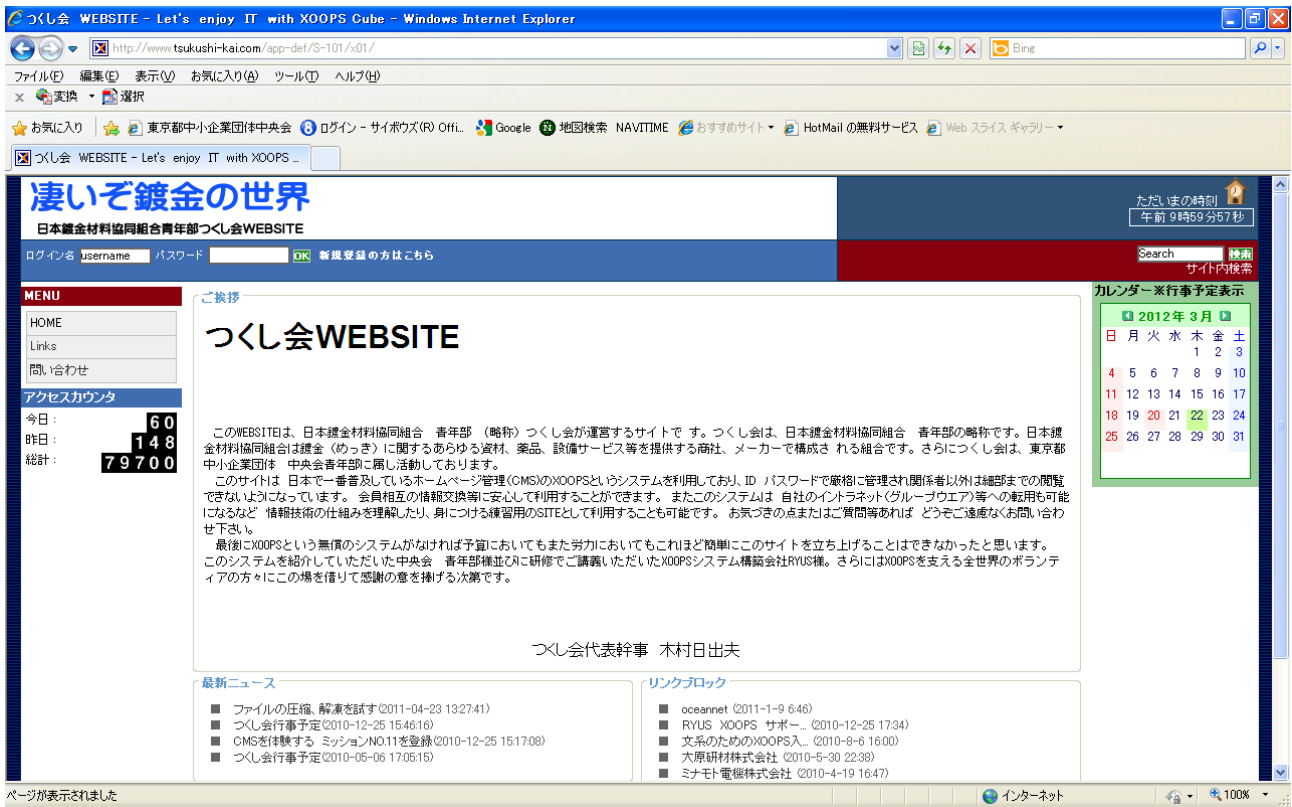 つくし会 WEBSITE - Let's enjoy IT with XOOPS Cube - Windows Internet Explorer
http://www.tsukushi-kai.com/app-def/S-101/x01/
Bing
ファイル(F) 編集(E) 表示(V) お気に入り(A) ツール(T) ヘルプ(H)
x 変換 選択
お気に入り 東京都中小企業団体中央会 ログイン - サイボウズ(R) Offi... Google 地図検索 NAVITIME おすすめサイト HotMail の無料サービス Web スライス ギャラリー
つくし会 WEBSITE - Let's enjoy IT with XOOPS ...
凄いぞ鍍金の世界
日本鍍金材料協同組合青年部つくし会WEBSITE
ただいまの時刻
午前 9時59分57秒
ログイン名 username パスワード OK 新規登録の方はこちら
Search 検索
サイト内検索
MENU
HOME
Links
問い合わせ
アクセスカウンタ
今日 : 60
昨日 : 148
総計 : 79700
ご挨拶
つくし会WEBSITE
このWEBSITEは、日本鍍金材料協同組合 青年部 (略称) つくし会が運営するサイトで す。つくし会は、日本鍍金材料協同組合 青年部の略称です。日本鍍
金材料協同組合は鍍金 (めっき) に関するあらゆる資材、薬品、設備サービス等を提供する商社、メーカーで構成さ れる組合です。さらにつくし会は、東京都
中小企業団体 中央会青年部に属し活動しております。
このサイトは 日本で一番普及しているホームページ管理(CMS)のXOOPSというシステムを利用しており、ID パスワードで厳格に管理され関係者以外は細部までの閲覧
できないようになっています。 会員相互の情報交換等に安心して利用することができます。 またこのシステムは 自社のイントラネット(グループウエア)等への転用も可能
になるなど 情報技術の仕組みを理解したり、身につける練習用のSITEとして利用することも可能です。 お気づきの点またはご質問等あれば どうぞご遠慮なくお問い合わ
せ下さい。
最後にXOOPSという無償のシステムがなければ予算においてもまた労力においてもこれほど簡単にこのサイトを立ち上げることはできなかったと思います。
このシステムを紹介していただいた中央会 青年部様並びに研修でご講義いただいたXOOPSシステム構築会社RYUS様。さらにはXOOPSを支える全世界のボランテ
ィアの方々にこの場を借りて感謝の意を捧げる次第です。
つくし会代表幹事 木村日出夫
カレンダー※行事予定表示
2012年 3月
日 月 火 水 木 金 土
1 2 3
4 5 6 7 8 9 10
11 12 13 14 15 16 17
18 19 20 21 22 23 24
25 26 27 28 29 30 31
最新ニュース
ファイルの圧縮、解凍を試す(2011-04-23 13:27:41)
つくし会行事予定(2010-12-25 15:46:16)
CMSを体験する ミッションNO.11を登録(2010-12-25 15:17:08)
つくし会行事予定(2010-05-06 17:05:15)
リンクブロック
oceannet (2011-1-9 6:46)
RYUS XOOPS サポー... (2010-12-25 17:34)
文系のためのXOOPS入... (2010-8-6 16:00)
大原研材株式会社 (2010-5-30 22:38)
ミナモト電機株式会社 (2010-4-19 16:47)
ページが表示されました
インターネット
100%